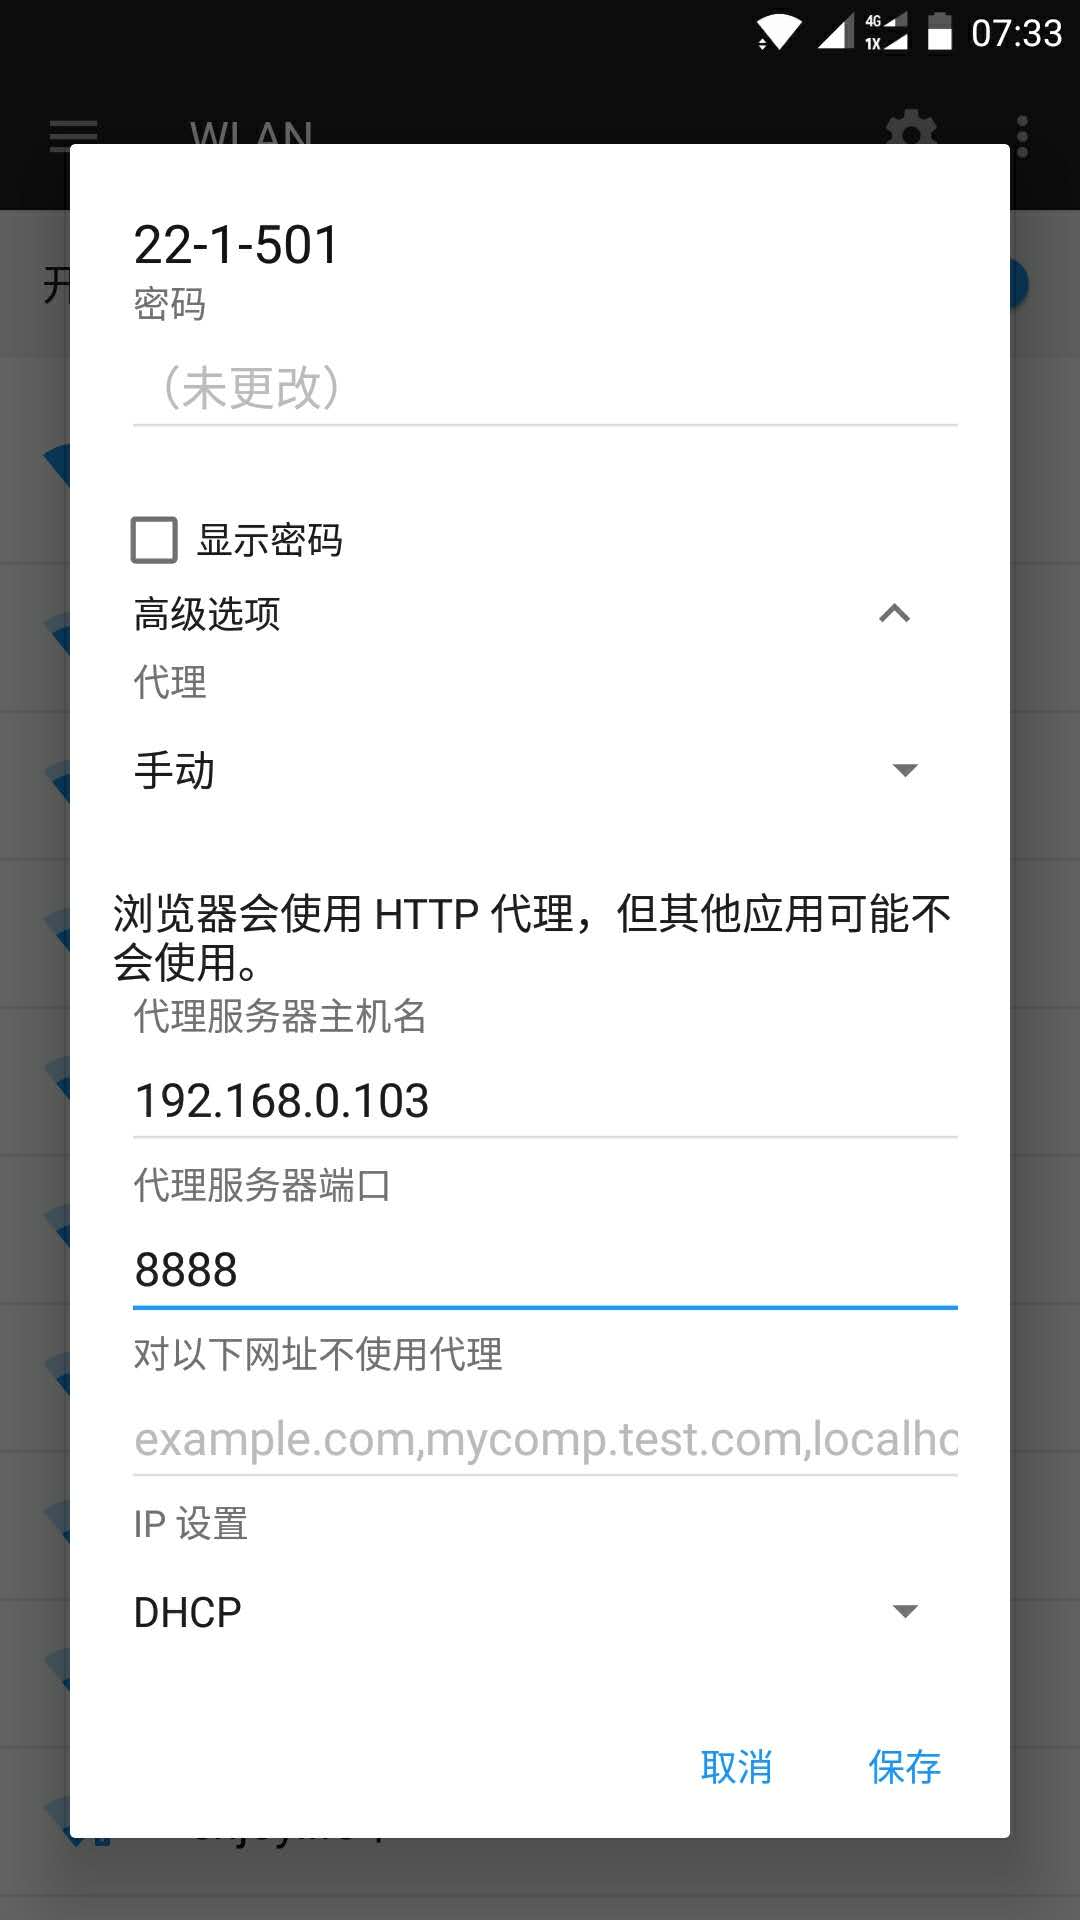 4G
1X
07:33
WLAN
开
22-1-501
密码
（未更改）
显示密码
高级选项
代理
手动
浏览器会使用 HTTP 代理，但其他应用可能不
会使用。
代理服务器主机名
192.168.0.103
代理服务器端口
8888
对以下网址不使用代理
example.com,mycomp.test.com,localho
IP 设置
DHCP
取消
保存